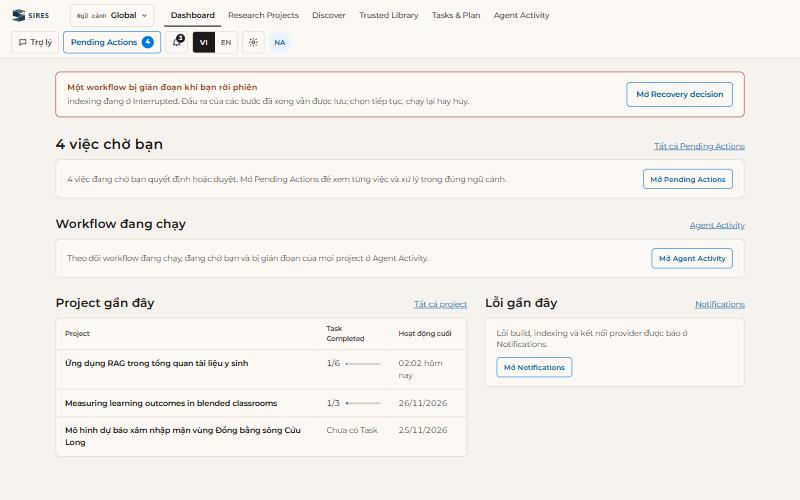 SIRES
Ngữ cảnh Global
Dashboard
Research Projects
Discover
Trusted Library
Tasks & Plan
Agent Activity
Trợ lý
Pending Actions 4
3
VI
EN
NA
Một workflow bị gián đoạn khi bạn rời phiên
indexing đang ở Interrupted. Đầu ra của các bước đã xong vẫn được lưu; chọn tiếp tục, chạy lại hay hủy.
Mở Recovery decision
4 việc chờ bạn
Tất cả Pending Actions
4 việc đang chờ bạn quyết định hoặc duyệt. Mở Pending Actions để xem từng việc và xử lý trong đúng ngữ cảnh.
Mở Pending Actions
Workflow đang chạy
Agent Activity
Theo dõi workflow đang chạy, đang chờ bạn và bị gián đoạn của mọi project ở Agent Activity.
Mở Agent Activity
Project gần đây
Tất cả project
Project
Task
Completed
Hoạt động cuối
Ứng dụng RAG trong tổng quan tài liệu y sinh
1/6
02:02 hôm
nay
Measuring learning outcomes in blended classrooms
1/3
26/11/2026
Mô hình dự báo xâm nhập mặn vùng Đồng bằng sông Cửu
Long
Chưa có Task
25/11/2026
Lỗi gần đây
Notifications
Lỗi build, indexing và kết nối provider được báo ở
Notifications.
Mở Notifications